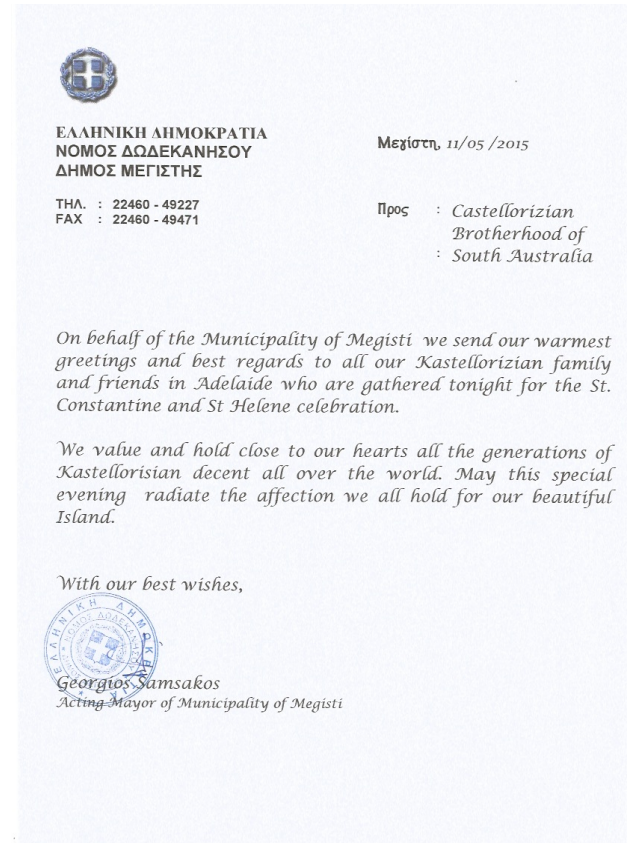 ΕΛΛΗΝΙΚΗ ΔΗΜΟΚΡΑΤΙΑ
ΝΟΜΟΣ ΔΩΔΕΚΑΝΗΣΟΥ
ΔΗΜΟΣ ΜΕΓΙΣΤΗΣ
ΤΗΛ. : 22460 - 49227
FAX : 22460 - 49471
Μεγίστη, 11/05 /2015
Προς : Castellorizian
Brotherhood of
: South Australia
On behalf of the Municipality of Megisti we send our warmest
greetings and best regards to all our Kastellorizian family
and friends in Adelaide who are gathered tonight for the St.
Constantine and St Helene celebration.
We value and hold close to our hearts all the generations of
Kastellorisian decent all over the world. May this special
evening radiate the affection we all hold for our beautiful
Island.
With our best wishes,
ΕΛΛΗΝΙΚΗ ΔΗΜΟΚΡΑΤΙΑ
ΝΟΜΟΣ ΔΩΔΕΚΑΝΗΣΟΥ
Georgios Samsakos
Acting Mayor of Municipality of Megisti